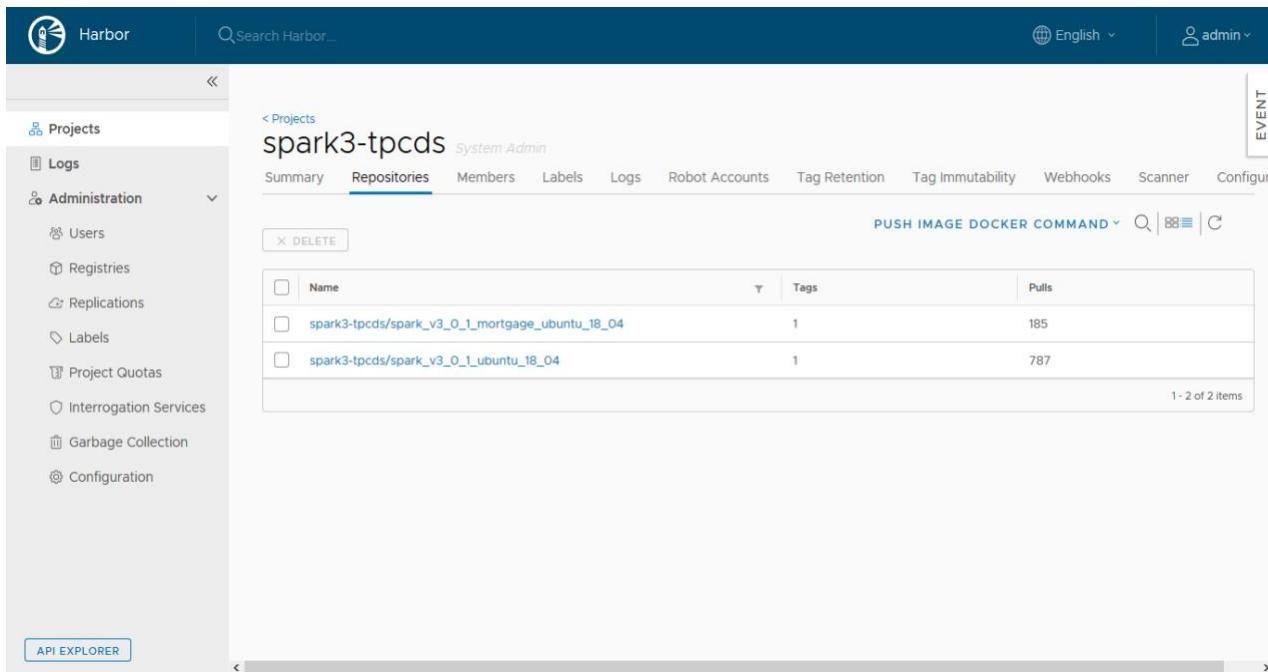 Harbor
Search Harbor...
English
admin
EVENT
Projects
Logs
Administration
Users
Registries
Replications
Labels
Project Quotas
Interrogation Services
Garbage Collection
Configuration
API EXPLORER
< Projects
spark3-tpcds System Admin
Summary Repositories Members Labels Logs Robot Accounts Tag Retention Tag Immutability Webhooks Scanner Configur
PUSH IMAGE DOCKER COMMAND
X DELETE
Name Tags Pulls
spark3-tpcds/spark_v3_0_1_mortgage_ubuntu_18_04 1 185
spark3-tpcds/spark_v3_0_1_ubuntu_18_04 1 787
1 - 2 of 2 items